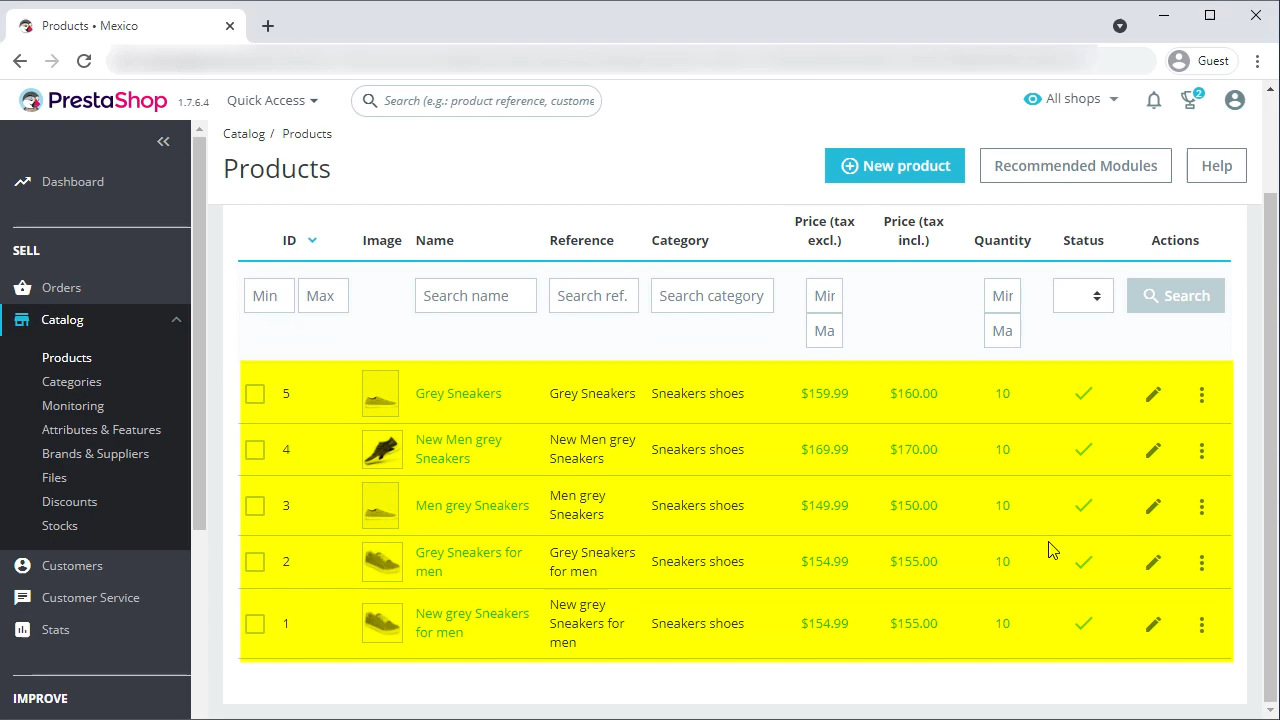 Products • Mexico
Guest
PrestaShop 1.7.6.4 Quick Access Search (e.g.: product reference, custome All shops 2
Catalog / Products
Products
New product Recommended Modules Help
Dashboard
SELL
Orders
Catalog
Products
Categories
Monitoring
Attributes & Features
Brands & Suppliers
Files
Discounts
Stocks
Customers
Customer Service
Stats
IMPROVE
ID Image Name Reference Category Price (tax excl.) Price (tax incl.) Quantity Status Actions
Min Max Search name Search ref. Search category Mir Mir Search
Ma Ma
5 Grey Sneakers Grey Sneakers Sneakers shoes $159.99 $160.00 10
4 New Men grey Sneakers New Men grey Sneakers Sneakers shoes $169.99 $170.00 10
3 Men grey Sneakers Men grey Sneakers Sneakers shoes $149.99 $150.00 10
2 Grey Sneakers for men Grey Sneakers for men Sneakers shoes $154.99 $155.00 10
1 New grey Sneakers for men New grey Sneakers for men Sneakers shoes $154.99 $155.00 10